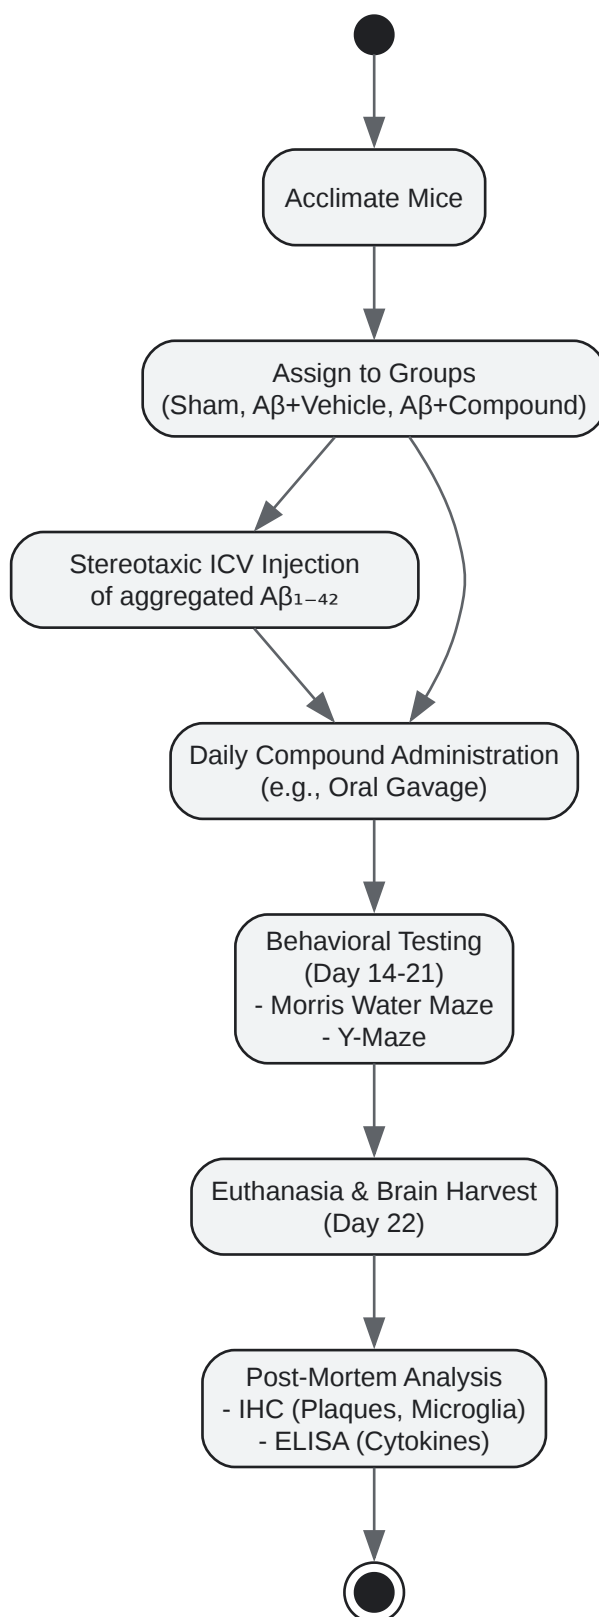 Acclimate Mice
Assign to Groups
(Sham, Aβ+Vehicle, Aβ+Compound)
Stereotaxic ICV Injection
of aggregated Aβ₁₋₄₂
Daily Compound Administration
(e.g., Oral Gavage)
Behavioral Testing
(Day 14-21)
- Morris Water Maze
- Y-Maze
Euthanasia & Brain Harvest
(Day 22)
Post-Mortem Analysis
- IHC (Plaques, Microglia)
- ELISA (Cytokines)